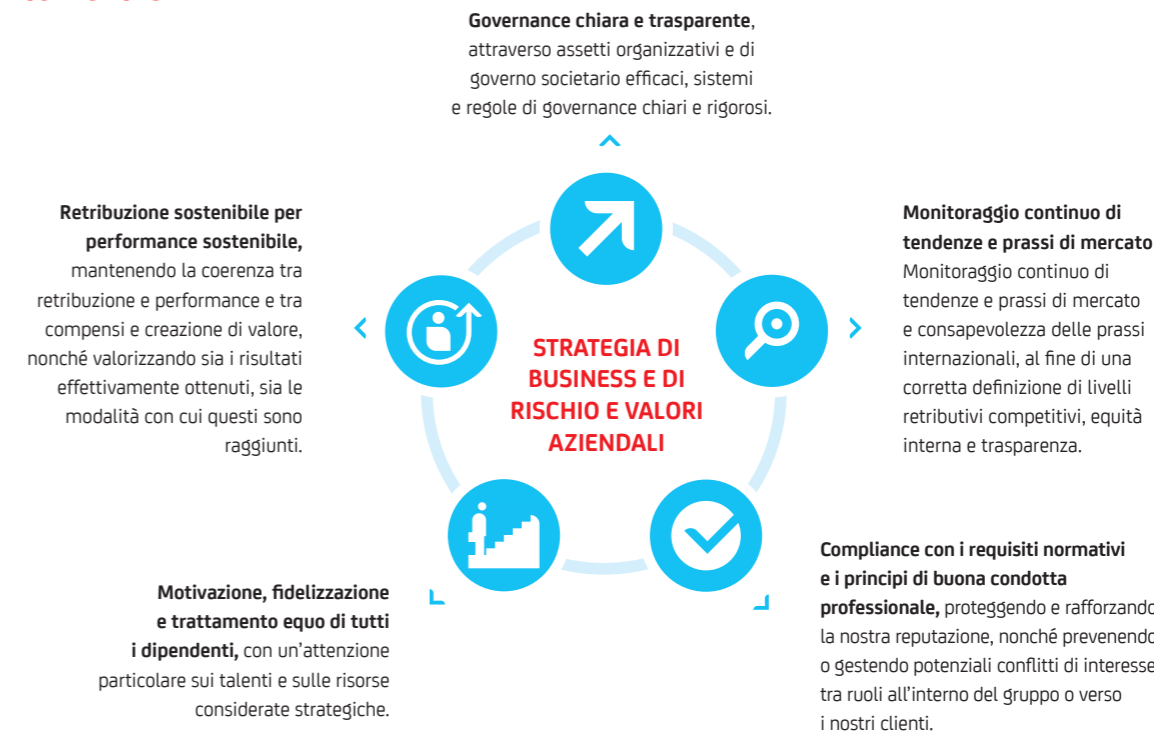 Governance chiara e trasparente,
attraverso assetti organizzativi e di
governo societario efficaci, sistemi
e regole di governance chiari e rigorosi.
Retribuzione sostenibile per
performance sostenibile,
mantenendo la coerenza tra
retribuzione e performance e tra
compensi e creazione di valore,
nonché valorizzando sia i risultati
effettivamente ottenuti, sia le
modalità con cui questi sono
raggiunti.
STRATEGIA DI
BUSINESS E DI
RISCHIO E VALORI
AZIENDALI
Monitoraggio continuo di
tendenze e prassi di mercato
Monitoraggio continuo di
tendenze e prassi di mercato
e consapevolezza delle prassi
internazionali, al fine di una
corretta definizione di livelli
retributivi competitivi, equità
interna e trasparenza.
Motivazione, fidelizzazione
e trattamento equo di tutti
i dipendenti, con un'attenzione
particolare sui talenti e sulle risorse
considerate strategiche.
Compliance con i requisiti normativi
e i principi di buona condotta
professionale, proteggendo e rafforzando
la nostra reputazione, nonché prevenendo
o gestendo potenziali conflitti di interesse
tra ruoli all'interno del gruppo o verso
i nostri clienti.